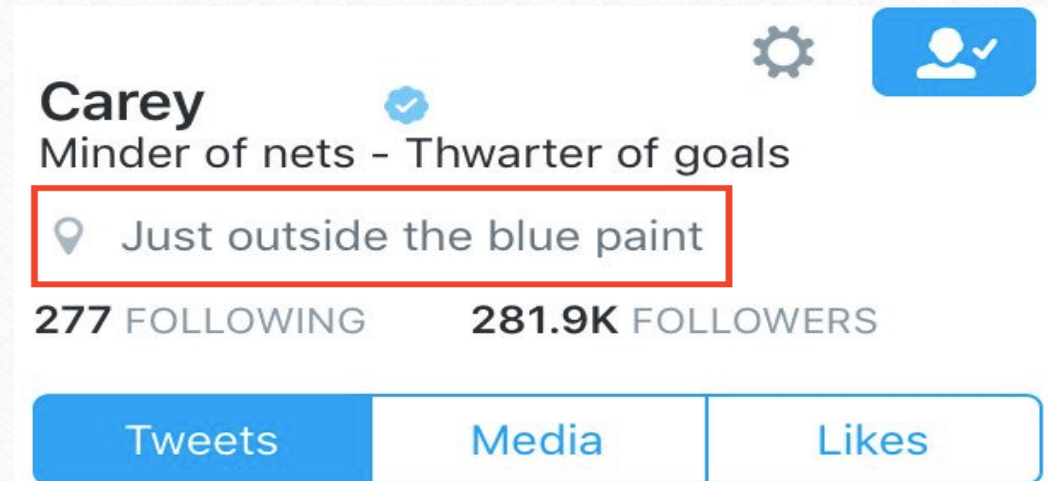 Carey
Minder of nets - Thwarter of goals
Just outside the blue paint
277 FOLLOWING 281.9K FOLLOWERS
Tweets Media Likes